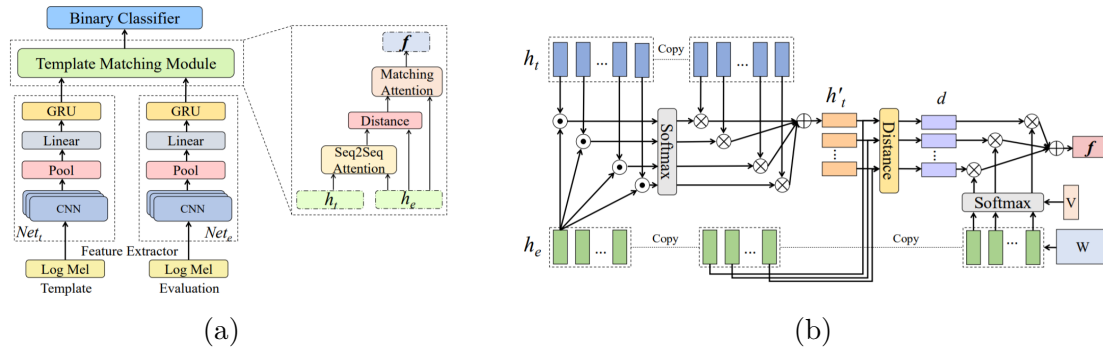 Binary Classifier
Template Matching Module
GRU
GRU
Linear
Linear
Pool
Pool
CNN
CNN
Net_t
Net_e
Feature Extractor
Log Mel
Log Mel
Template
Evaluation
f
Matching
Attention
Distance
Seq2Seq
Attention
h_t
h_e
(a)
h_t
...
Copy
...
Softmax
h'_t
d
Distance
f
Softmax
V
h_e
...
Copy
...
Copy
...
W
(b)